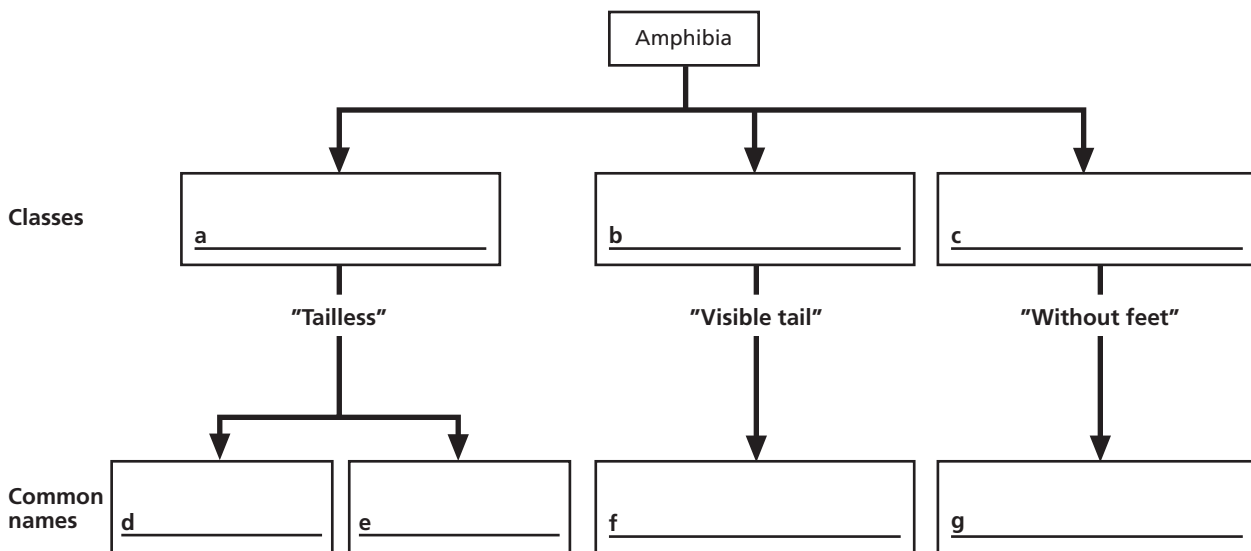 Amphibia
Classes
a
b
c
"Tailless"
"Visible tail"
"Without feet"
Common
names
d
e
f
g